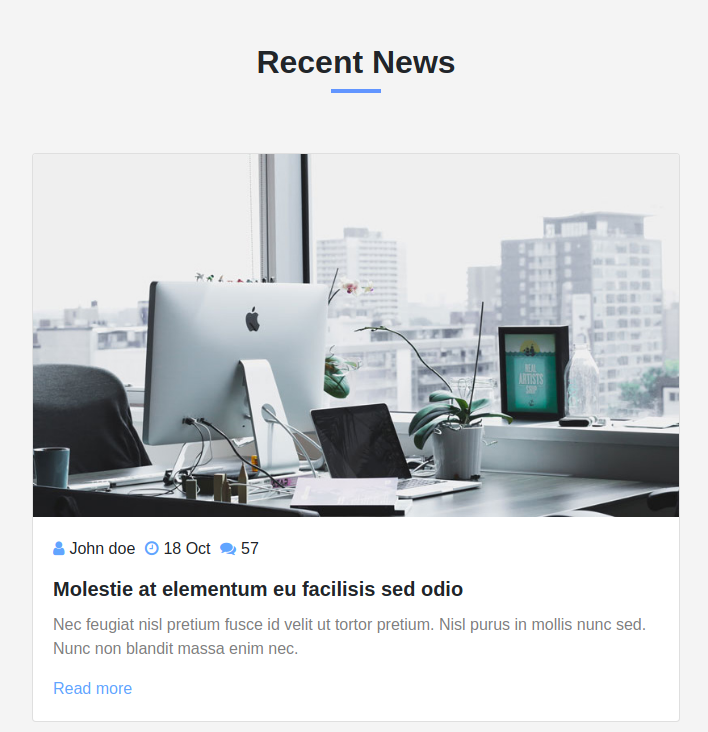 Recent News
REAL
ARTISTS
SHIP
John doe 18 Oct 57
Molestie at elementum eu facilisis sed odio
Nec feugiat nisl pretium fusce id velit ut tortor pretium. Nisl purus in mollis nunc sed.
Nunc non blandit massa enim nec.
Read more